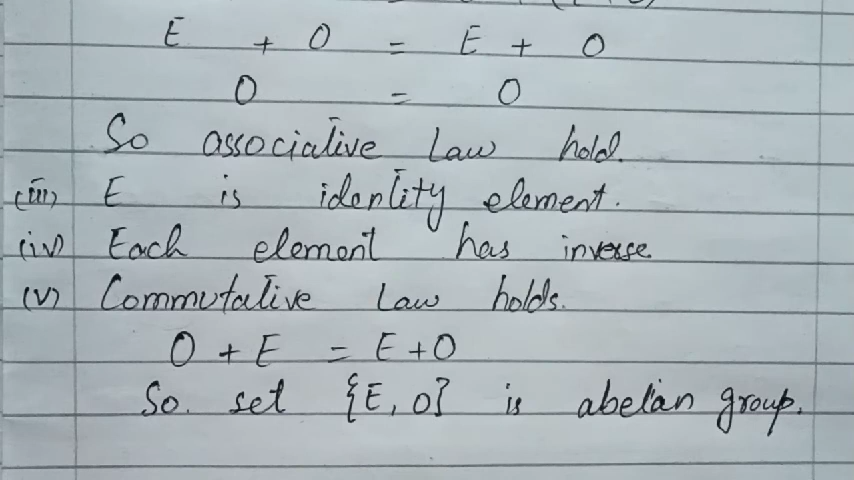 E + O = E + O
O = O
So associative Law hold.
(iii) E is identity element.
(iv) Each element has inverse
(v) Commutative Law holds.
O + E = E + O
So. set {E, O} is abelian group.